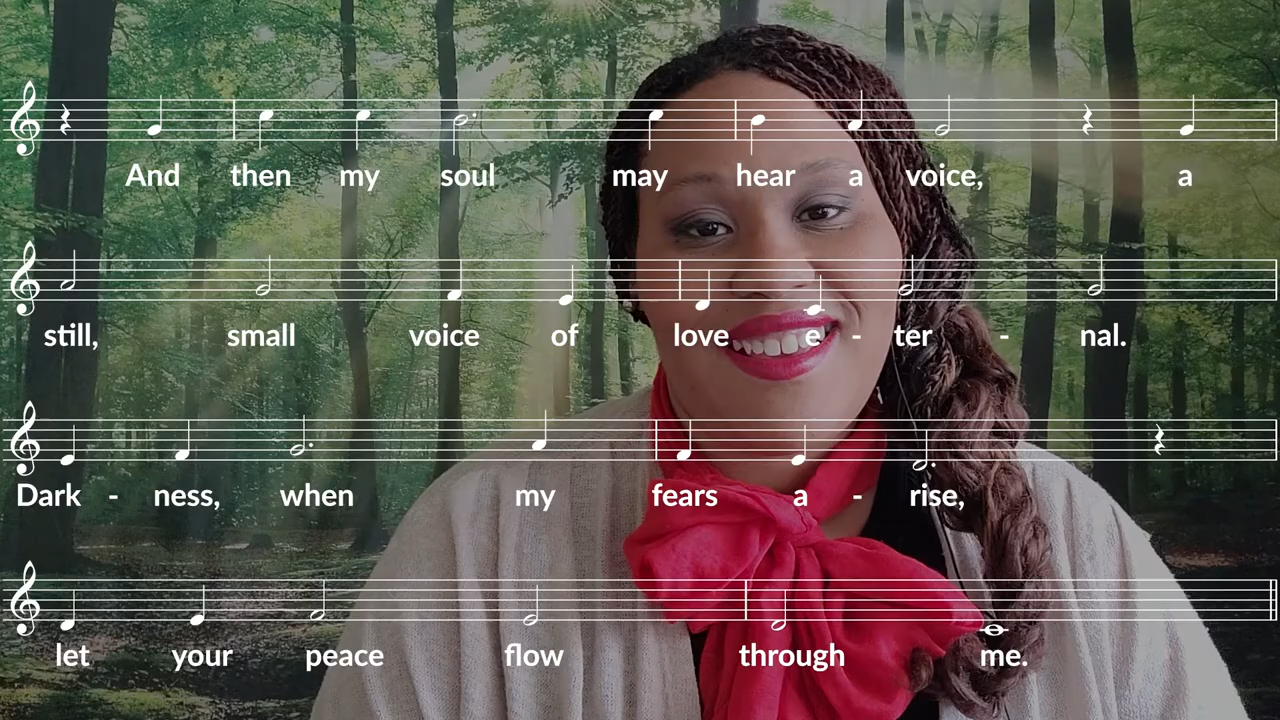 And then my soul may hear a voice, a
still, small voice of love e - ter - nal.
Dark - ness, when my fears a - rise,
let your peace flow through me.